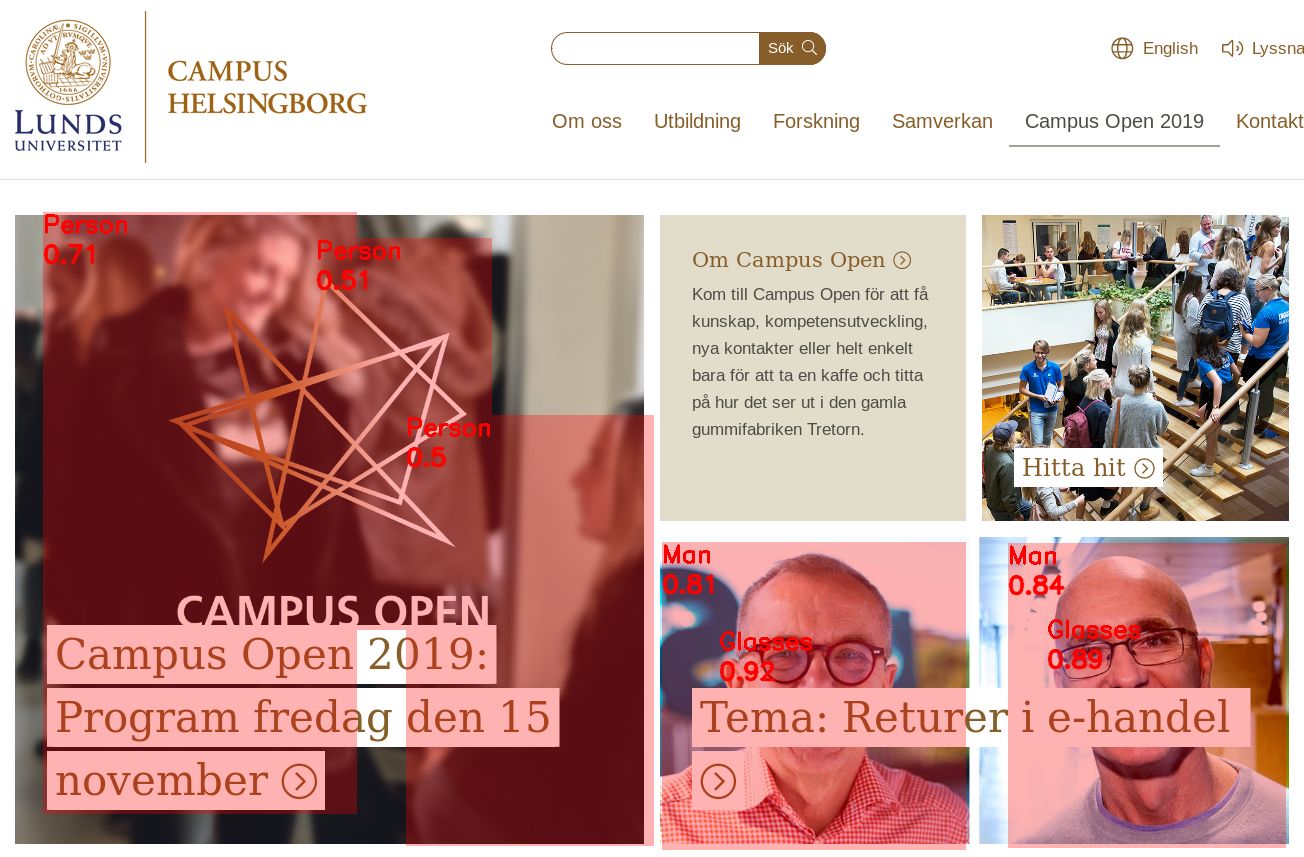 CAMPUS
HELSINGBORG
LUNDS
UNIVERSITET
Sök
English
Lyssna
Om oss
Utbildning
Forskning
Samverkan
Campus Open 2019
Kontakt
Person
0.71
Person
0.51
Person
0.5
CAMPUS OPEN
Campus Open 2019:
Program fredag den 15
november
Om Campus Open
Kom till Campus Open för att få
kunskap, kompetensutveckling,
nya kontakter eller helt enkelt
bara för att ta en kaffe och titta
på hur det ser ut i den gamla
gummifabriken Tretorn.
Hitta hit
Man
0.81
Glasses
0.92
Man
0.84
Glasses
0.89
Tema: Returer i e-handel